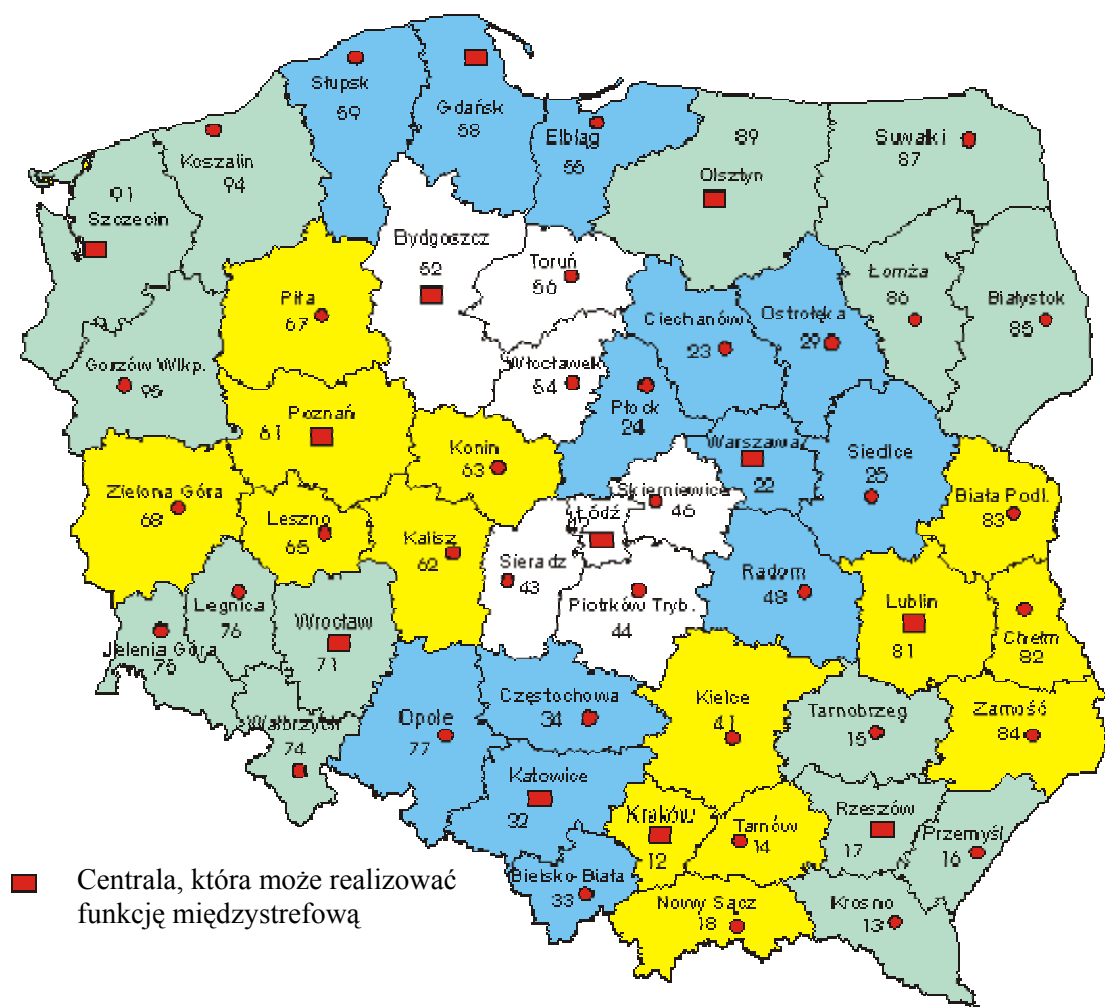 Słupsk
59
Gdańsk
58
Elbląg
55
89
Olsztyn
Suwałki
87
Koszalin
94
91
Szczecin
Bydgoszcz
52
Toruń
56
Łomża
86
Białystok
85
Piła
67
Ciechanów
23
Ostrołęka
29
Gorzów Wlkp.
95
Włocławek
54
Płock
24
Poznań
61
Konin
63
Warszawa
22
Siedlce
25
Skierniewice
46
Zielona Góra
68
Leszno
65
Kalisz
62
Łódź
42
Biała Podl.
83
Sieradz
43
Piotrków Tryb.
44
Radom
48
Lublin
81
Chełm
82
Legnica
76
Jelenia Góra
75
Wrocław
71
Wałbrzych
74
Opole
77
Częstochowa
34
Kielce
41
Tarnobrzeg
15
Zamość
84
Katowice
32
Kraków
12
Tarnów
14
Rzeszów
17
Przemyśl
16
Bielsko-Biała
33
Nowy Sącz
18
Krosno
13
Centrala, która może realizować
funkcję międzystrefową